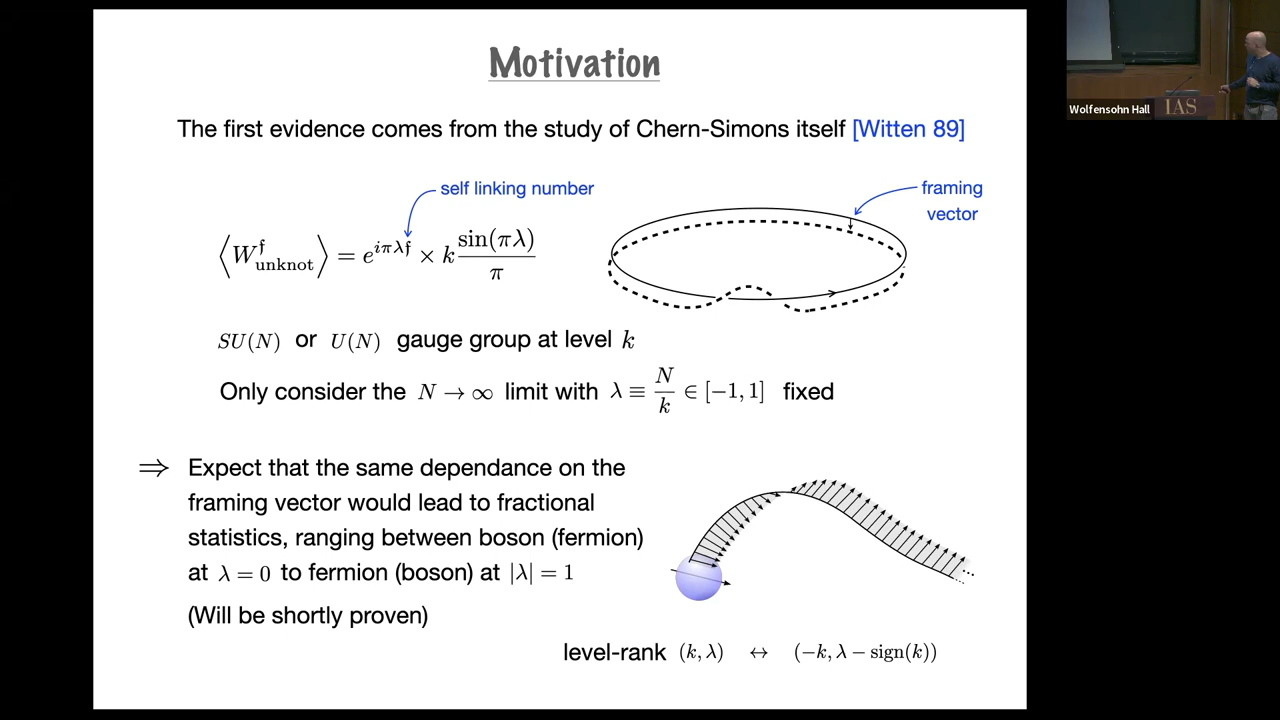 Motivation
The first evidence comes from the study of Chern-Simons itself [Witten 89]
self linking number
framing
vector
⟨W^𝔣_unknot⟩ = e^{iπλ𝔣} × k sin(πλ)/π
SU(N) or U(N) gauge group at level k
Only consider the N → ∞ limit with λ ≡ N/k ∈ [−1, 1] fixed
⇒ Expect that the same dependance on the
framing vector would lead to fractional
statistics, ranging between boson (fermion)
at λ = 0 to fermion (boson) at |λ| = 1
(Will be shortly proven)
level-rank (k, λ) ↔ (−k, λ − sign(k))
Wolfensohn Hall
IAS